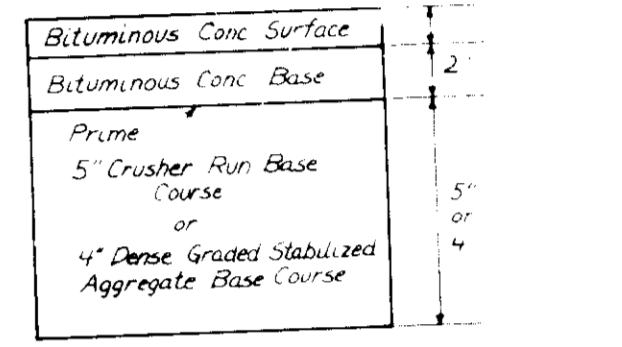 Bituminous Conc Surface
Bituminous Conc Base
2
Prime
5" Crusher Run Base
Course
or
4" Dense Graded Stabilized
Aggregate Base Course
5"
or
4